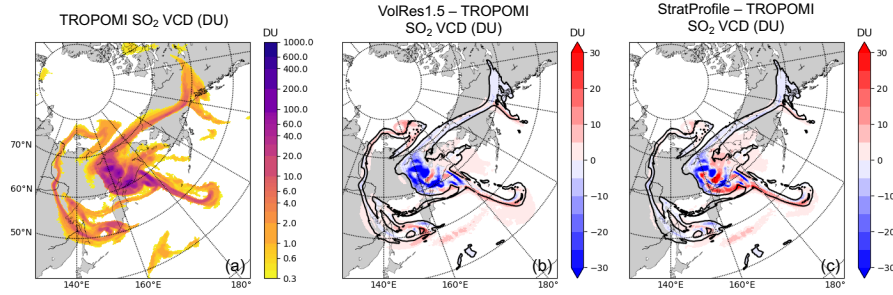 TROPOMI SO₂ VCD (DU)
DU
1000.0
600.0
400.0
200.0
100.0
60.0
40.0
20.0
10.0
6.0
4.0
2.0
1.0
0.6
0.3
70°N
60°N
50°N
140°E
160°E
180°
(a)
VolRes1.5 – TROPOMI
SO₂ VCD (DU)
DU
30
20
10
0
−10
−20
−30
140°E
160°E
180°
(b)
StratProfile – TROPOMI
SO₂ VCD (DU)
DU
30
20
10
0
−10
−20
−30
140°E
160°E
180°
(c)